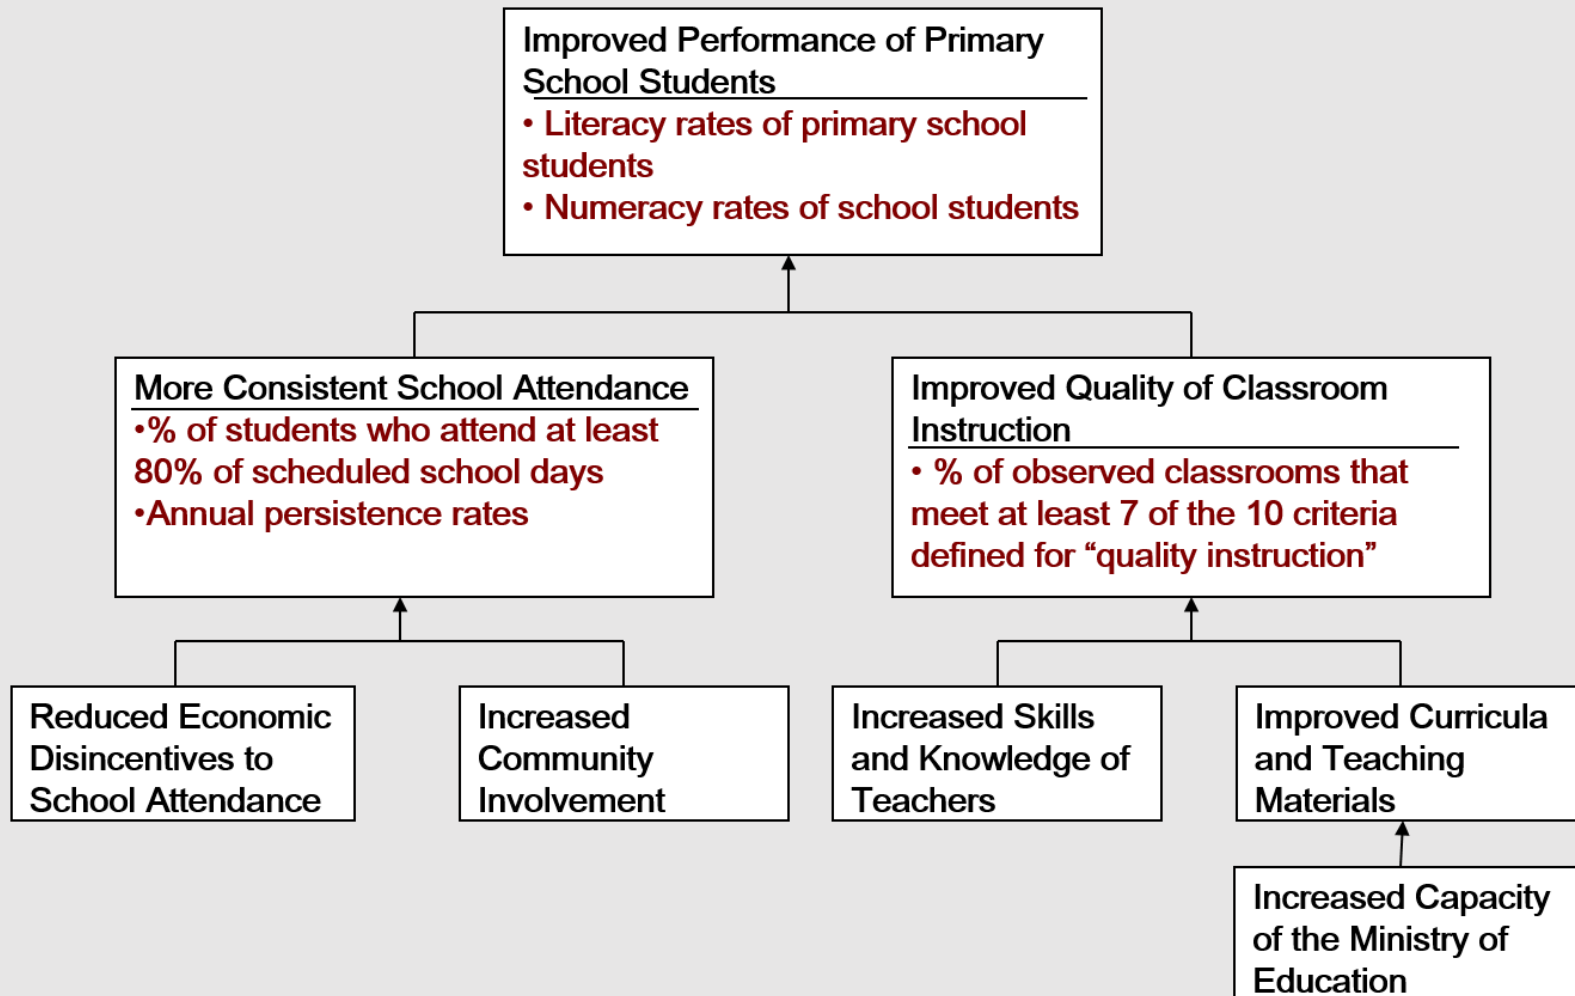 Improved Performance of Primary
School Students
• Literacy rates of primary school
students
• Numeracy rates of school students
More Consistent School Attendance
•% of students who attend at least
80% of scheduled school days
•Annual persistence rates
Improved Quality of Classroom
Instruction
• % of observed classrooms that
meet at least 7 of the 10 criteria
defined for “quality instruction”
Reduced Economic
Disincentives to
School Attendance
Increased
Community
Involvement
Increased Skills
and Knowledge of
Teachers
Improved Curricula
and Teaching
Materials
Increased Capacity
of the Ministry of
Education